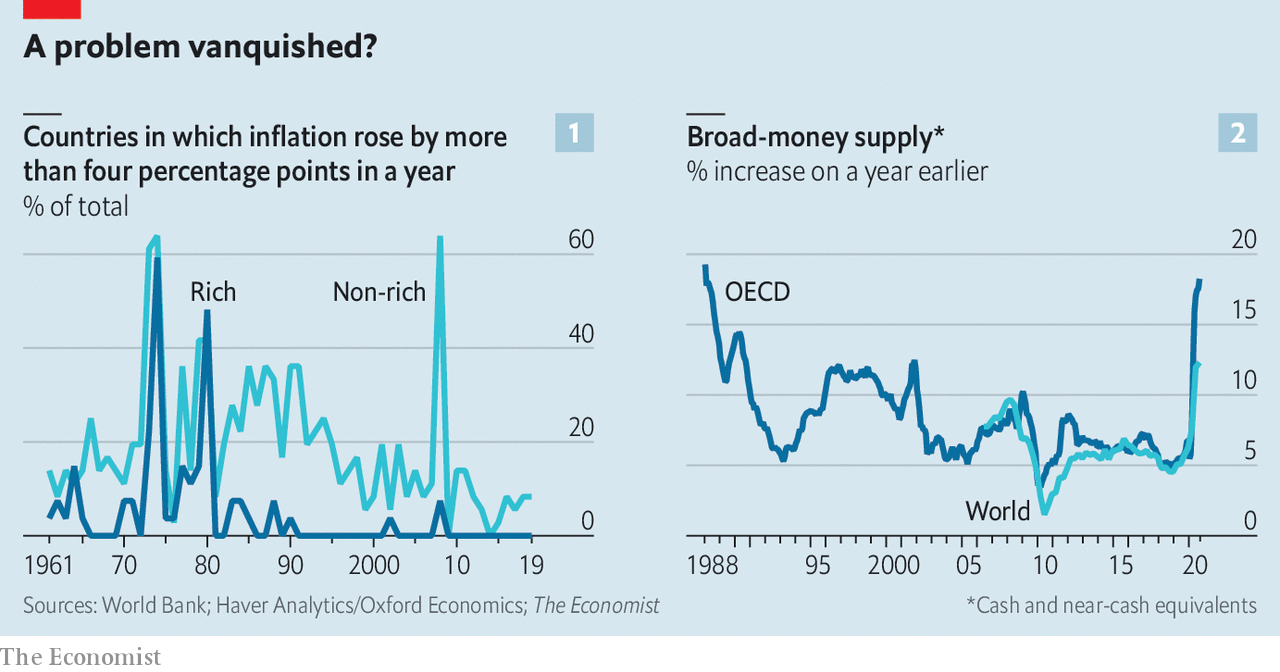 A problem vanquished?
Countries in which inflation rose by more
than four percentage points in a year
% of total
1
60
40
20
0
Rich
Non-rich
1961 70 80 90 2000 10 19
Broad-money supply*
% increase on a year earlier
2
20
15
10
5
0
OECD
World
1988 95 2000 05 10 15 20
Sources: World Bank; Haver Analytics/Oxford Economics; The Economist
*Cash and near-cash equivalents
The Economist